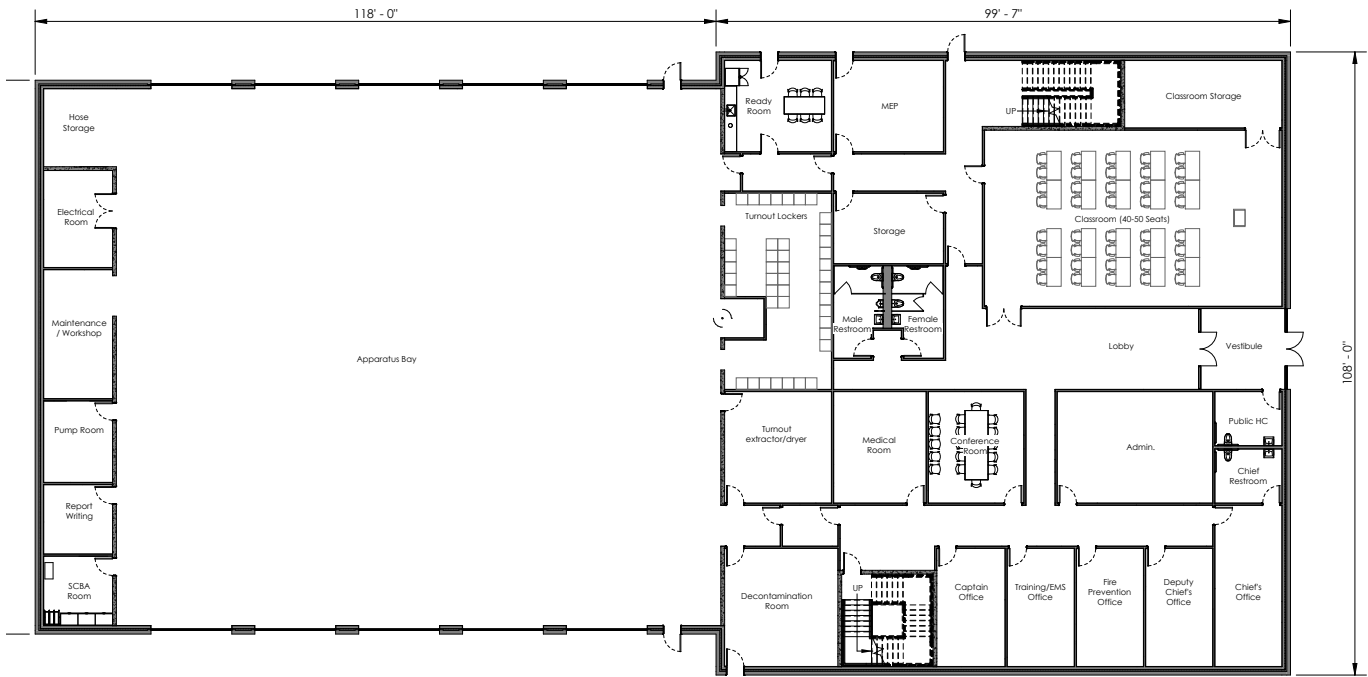 118' - 0"
99' - 7"
Hose
Storage
Ready
Room
MEP
UP
Classroom Storage
Electrical
Room
Turnout Lockers
Storage
Classroom (40-50 Seats)
Maintenance
/ Workshop
Male
Restroom
Female
Restroom
Apparatus Bay
Lobby
Vestibule
108' - 0"
Pump Room
Turnout
extractor/dryer
Medical
Room
Conference
Room
Admin.
Public HC
Chief
Restroom
Report
Writing
SCBA
Room
Decontamination
Room
UP
Captain
Office
Training/EMS
Office
Fire
Prevention
Office
Deputy
Chief's
Office
Chief's
Office